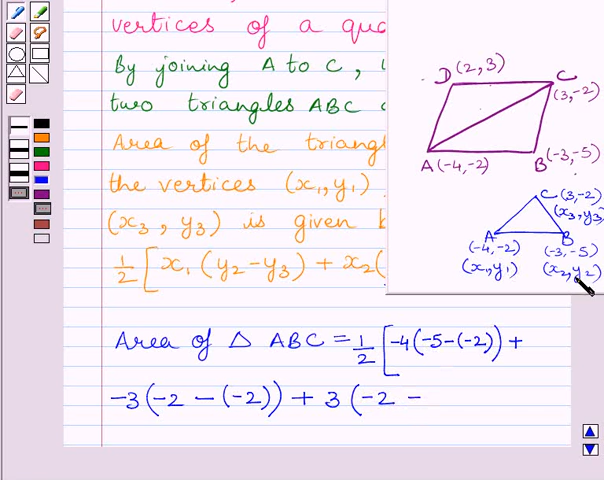 vertices of a
By joining A to C ,
two triangles ABC
Area of the
the vertices (x₁,y₁)
(x₃ , y₃) is given
1/2 [ x₁ (y₂-y₃) + x₂(
Area of △ ABC = 1/2 [ -4(-5-(-2)) +
-3(-2 - (-2)) + 3(-2 -
D(2,3)
C
(3,-2)
A(-4,-2)
B(-3,-5)
C(3,-2)
(x₃,y₃)
A
B
(-4,-2)
(-3,-5)
(x₁,y₁)
(x₂,y₂)